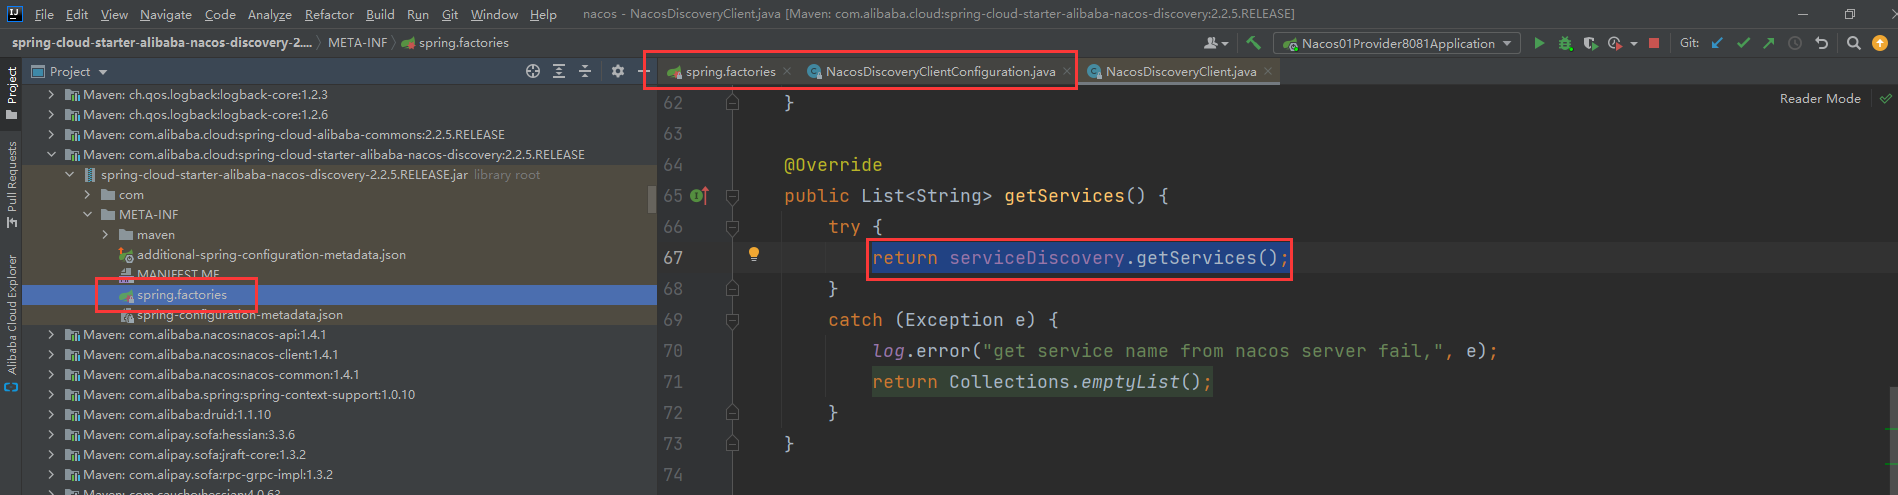 File Edit View Navigate Code Analyze Refactor Build Run Git Window Help nacos - NacosDiscoveryClient.java [Maven: com.alibaba.cloud:spring-cloud-starter-alibaba-nacos-discovery:2.2.5.RELEASE]
spring-cloud-starter-alibaba-nacos-discovery-2.... META-INF spring.factories Nacos01Provider8081Application Git:
Project
Project
spring.factories NacosDiscoveryClientConfiguration.java NacosDiscoveryClient.java
Reader Mode
Pull Requests
Alibaba Cloud Explorer
Maven: ch.qos.logback:logback-core:1.2.3
Maven: ch.qos.logback:logback-core:1.2.6
Maven: com.alibaba.cloud:spring-cloud-alibaba-commons:2.2.5.RELEASE
Maven: com.alibaba.cloud:spring-cloud-starter-alibaba-nacos-discovery:2.2.5.RELEASE
spring-cloud-starter-alibaba-nacos-discovery-2.2.5.RELEASE.jar library root
com
META-INF
maven
additional-spring-configuration-metadata.json
MANIFEST.MF
spring.factories
spring-configuration-metadata.json
Maven: com.alibaba.nacos:nacos-api:1.4.1
Maven: com.alibaba.nacos:nacos-client:1.4.1
Maven: com.alibaba.nacos:nacos-common:1.4.1
Maven: com.alibaba.spring:spring-context-support:1.0.10
Maven: com.alibaba:druid:1.1.10
Maven: com.alipay.sofa:hessian:3.3.6
Maven: com.alipay.sofa:jraft-core:1.3.2
Maven: com.alipay.sofa:rpc-grpc-impl:1.3.2
Maven: com.caucho:hessian:4.0.63
62 }
63
64 @Override
65 public List<String> getServices() {
66 try {
67 return serviceDiscovery.getServices();
68 }
69 catch (Exception e) {
70 log.error("get service name from nacos server fail,", e);
71 return Collections.emptyList();
72 }
73 }
74